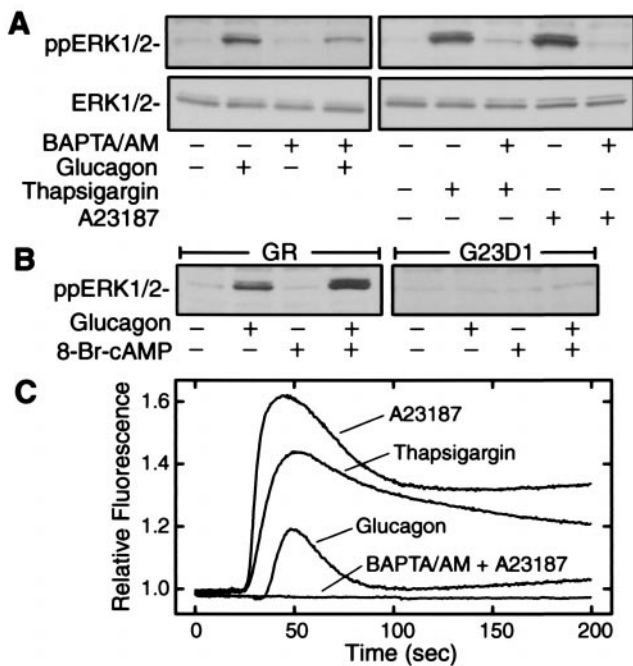 A
ppERK1/2-
ERK1/2-
BAPTA/AM - - + + - - + - +
Glucagon - + - +
Thapsigargin - + + - -
A23187 - - - + +
B
GR G23D1
ppERK1/2-
Glucagon - + - + - + - +
8-Br-cAMP - - + + - - + +
C
Relative Fluorescence
1.6
1.4
1.2
1.0
A23187
Thapsigargin
Glucagon
BAPTA/AM + A23187
0 50 100 150 200
Time (sec)